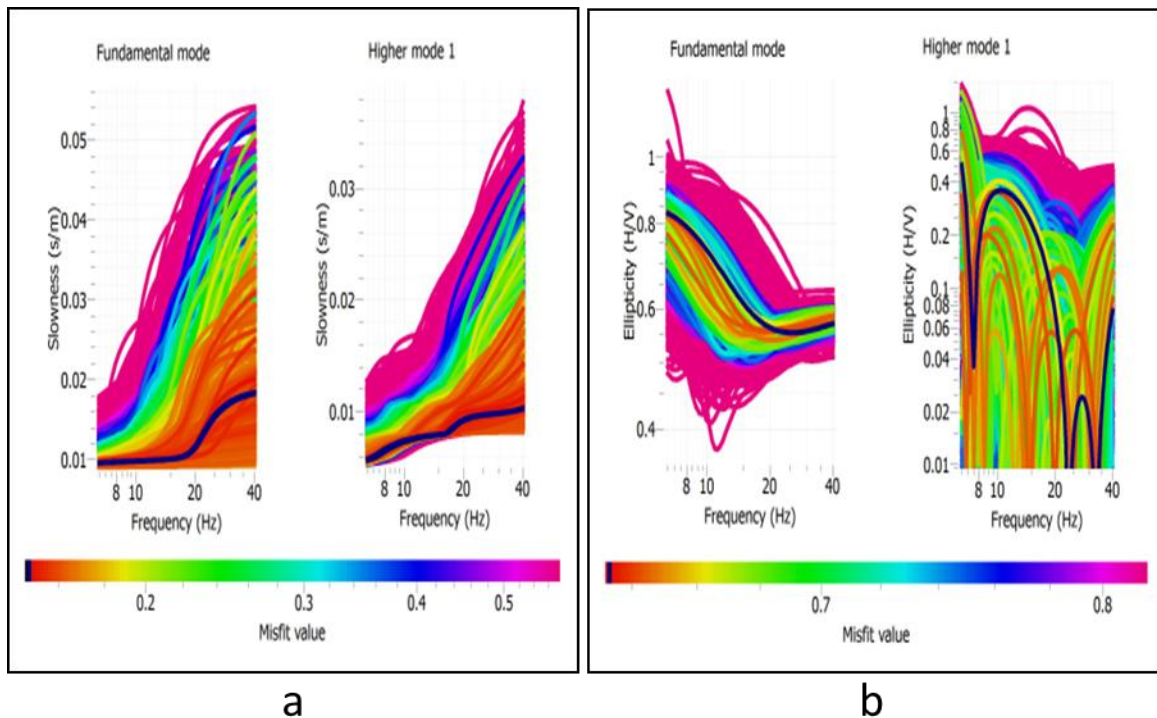 Fundamental mode
Higher mode 1
Slowness (s/m)
0.05
0.04
0.03
0.02
0.01
8 10 20 40
Frequency (Hz)
Slowness (s/m)
0.03
0.02
0.01
8 10 20 40
Frequency (Hz)
0.2 0.3 0.4 0.5
Misfit value
a
Fundamental mode
Higher mode 1
Ellipticity (H/V)
1
0.8
0.6
0.4
8 10 20 40
Frequency (Hz)
Ellipticity (H/V)
1
0.8
0.6
0.4
0.2
0.1
0.08
0.06
0.04
0.02
0.01
8 10 20 40
Frequency (Hz)
0.7 0.8
Misfit value
b